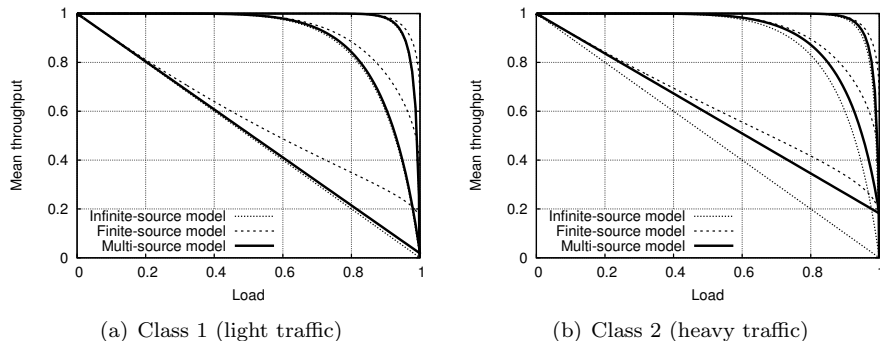 1
0.8
0.6
0.4
0.2
0
Mean throughput
Infinite-source model
Finite-source model
Multi-source model
0 0.2 0.4 0.6 0.8 1
Load
(a) Class 1 (light traffic)
1
0.8
0.6
0.4
0.2
0
Mean throughput
Infinite-source model
Finite-source model
Multi-source model
0 0.2 0.4 0.6 0.8 1
Load
(b) Class 2 (heavy traffic)